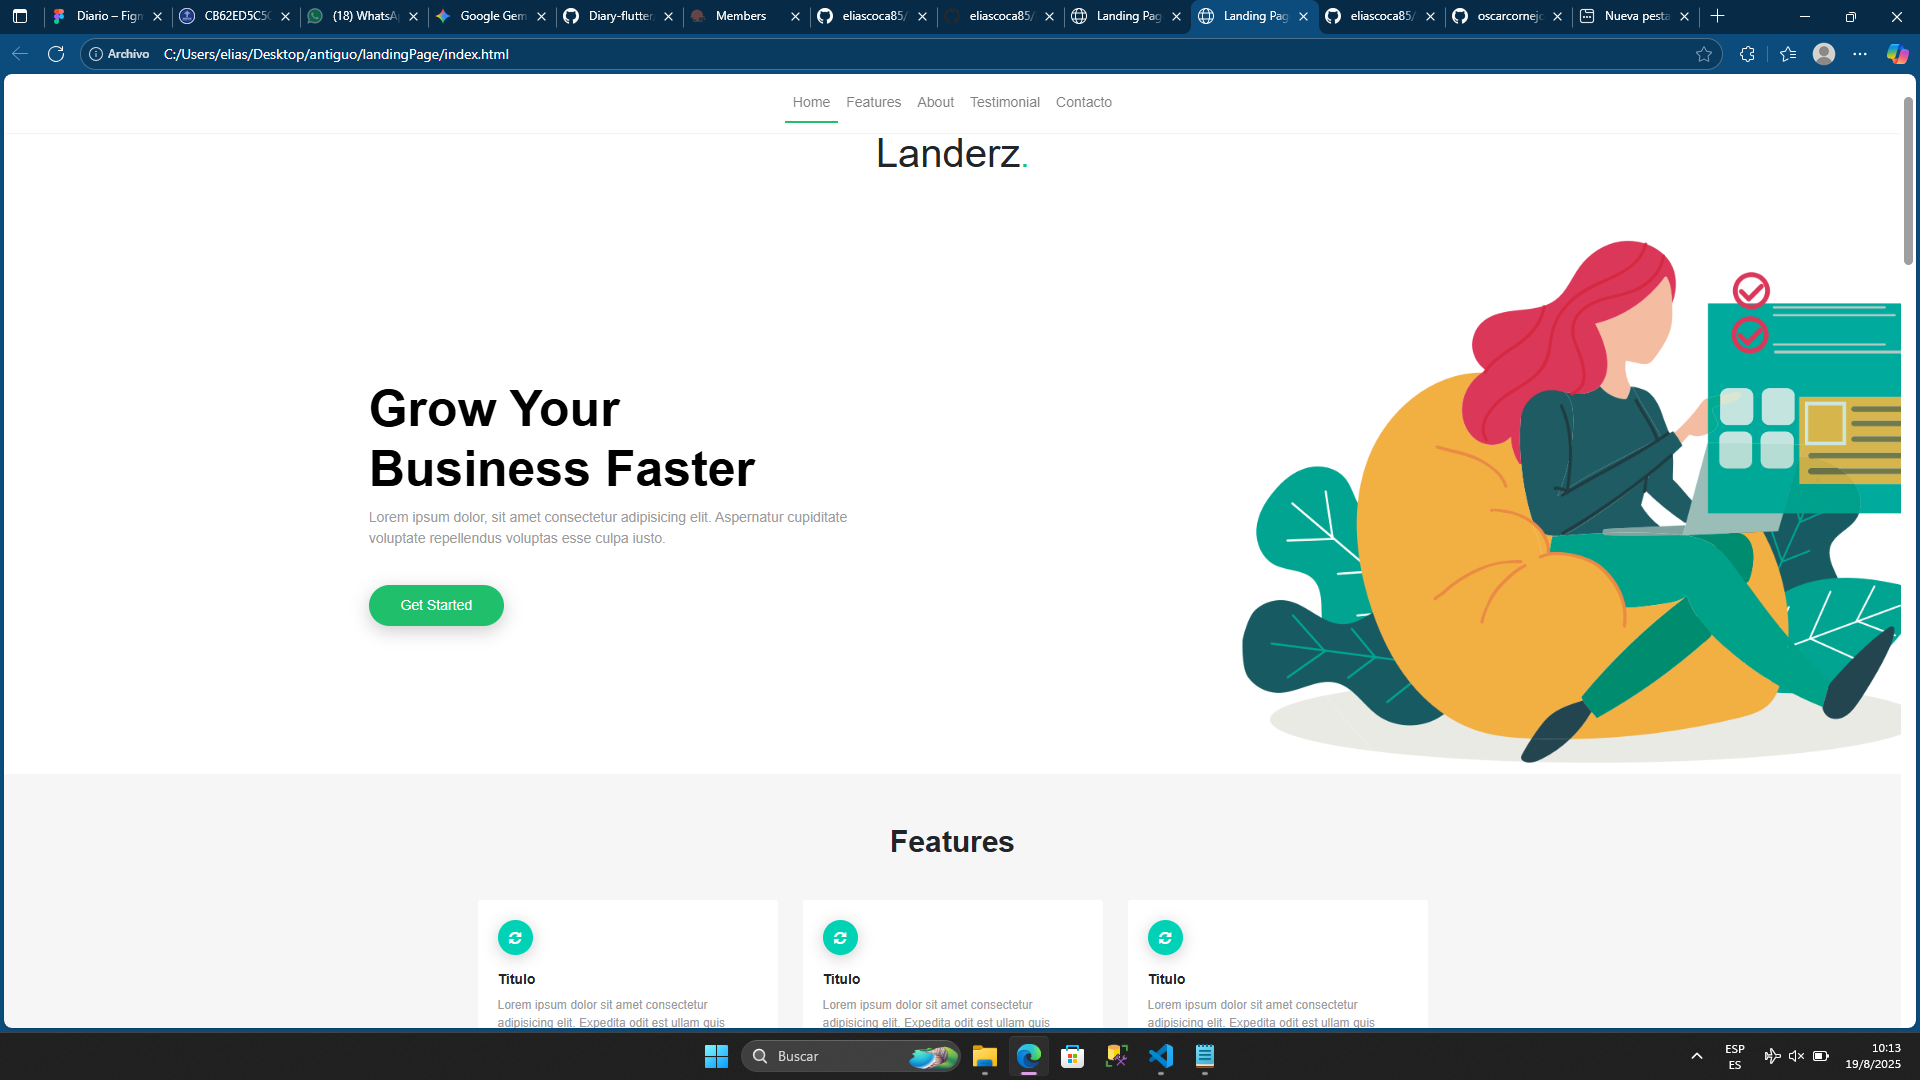 Diario – Figm
CB62ED5C5C
(18) WhatsAp
Google Gem
Diary-flutter/
Members
eliascoca85/
eliascoca85/
Landing Pag
Landing Pag
eliascoca85/
oscarcornejo
Nueva pesta
Archivo C:/Users/elias/Desktop/antiguo/landingPage/index.html
Home Features About Testimonial Contacto
Landerz.
Grow Your
Business Faster
Lorem ipsum dolor, sit amet consectetur adipisicing elit. Aspernatur cupiditate
voluptate repellendus voluptas esse culpa iusto.
Get Started
Features
Titulo
Lorem ipsum dolor sit amet consectetur
adipisicing elit. Expedita odit est ullam quis
Titulo
Lorem ipsum dolor sit amet consectetur
adipisicing elit. Expedita odit est ullam quis
Titulo
Lorem ipsum dolor sit amet consectetur
adipisicing elit. Expedita odit est ullam quis
Buscar
ESP
ES
10:13
19/8/2025